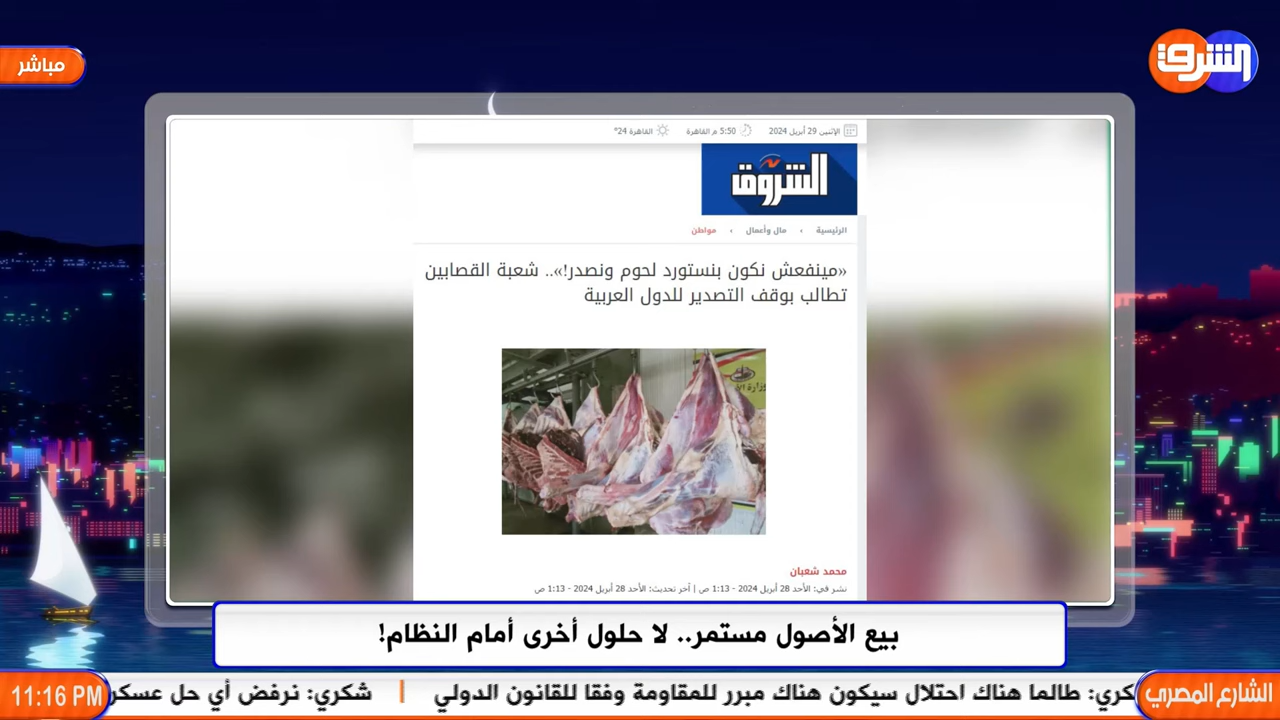 مباشر
الشرق
الإثنين 29 أبريل 2024
5:50 م القاهرة
القاهرة 24°
الشروق
الرئيسية › مال وأعمال › مواطن
«مينفعش نكون بنستورد لحوم ونصدر!».. شعبة القصابين
تطالب بوقف التصدير للدول العربية
وزارة
محمد شعبان
نشر في: الأحد 28 أبريل 2024 - 1:13 ص | آخر تحديث: الأحد 28 أبريل 2024 - 1:13 ص
بيع الأصول مستمر.. لا حلول أخرى أمام النظام!
الشارع المصري
كري: طالما هناك احتلال سيكون هناك مبرر للمقاومة وفقا للقانون الدولي | شكري: نرفض أي حل عسكر
11:16 PM